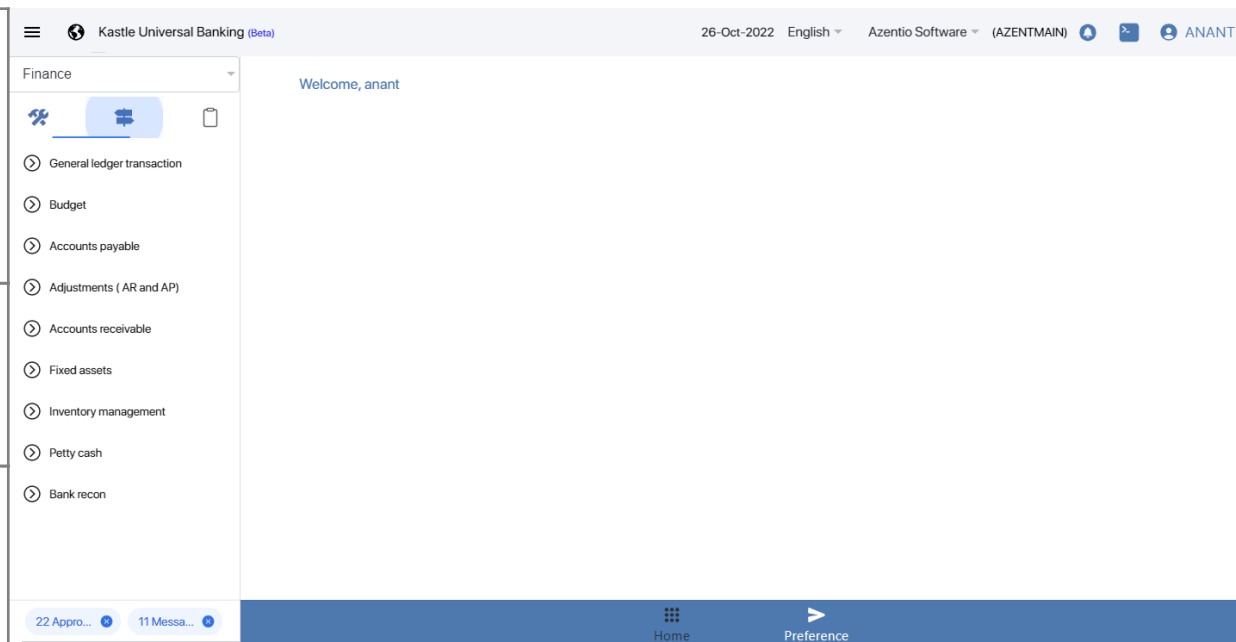 Kastle Universal Banking (Beta)
26-Oct-2022 English Azentio Software (AZENTMAIN) ANANT
Finance
Welcome, anant
General ledger transaction
Budget
Accounts payable
Adjustments ( AR and AP)
Accounts receivable
Fixed assets
Inventory management
Petty cash
Bank recon
22 Appro... 11 Messa...
Home Preference